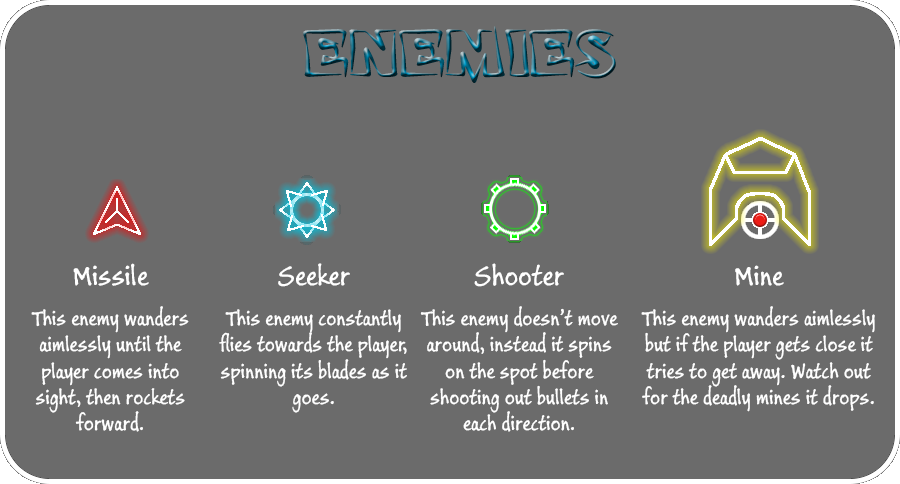 ENEMIES
Missile
This enemy wanders
aimlessly until the
player comes into
sight, then rockets
forward.
Seeker
This enemy constantly
flies towards the player,
spinning its blades as it
goes.
Shooter
This enemy doesn't move
around, instead it spins
on the spot before
shooting out bullets in
each direction.
Mine
This enemy wanders aimlessly
but if the player gets close it
tries to get away. Watch out
for the deadly mines it drops.